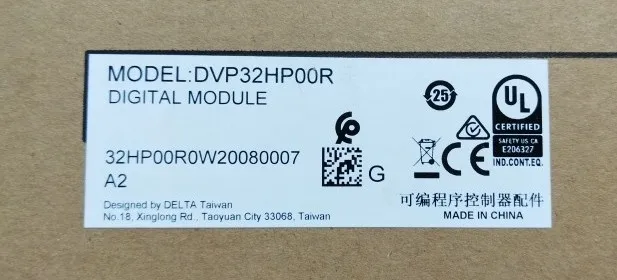 MODEL:DVP32HP00R
DIGITAL MODULE
25
UL
CERTIFIED
SAFETY US CA
E206327
IND.CONT.EQ.
32HP00R0W20080007
A2
G
CE
Designed by DELTA Taiwan
No.18, Xinglong Rd., Taoyuan City 33068, Taiwan
可编程序控制器配件
MADE IN CHINA